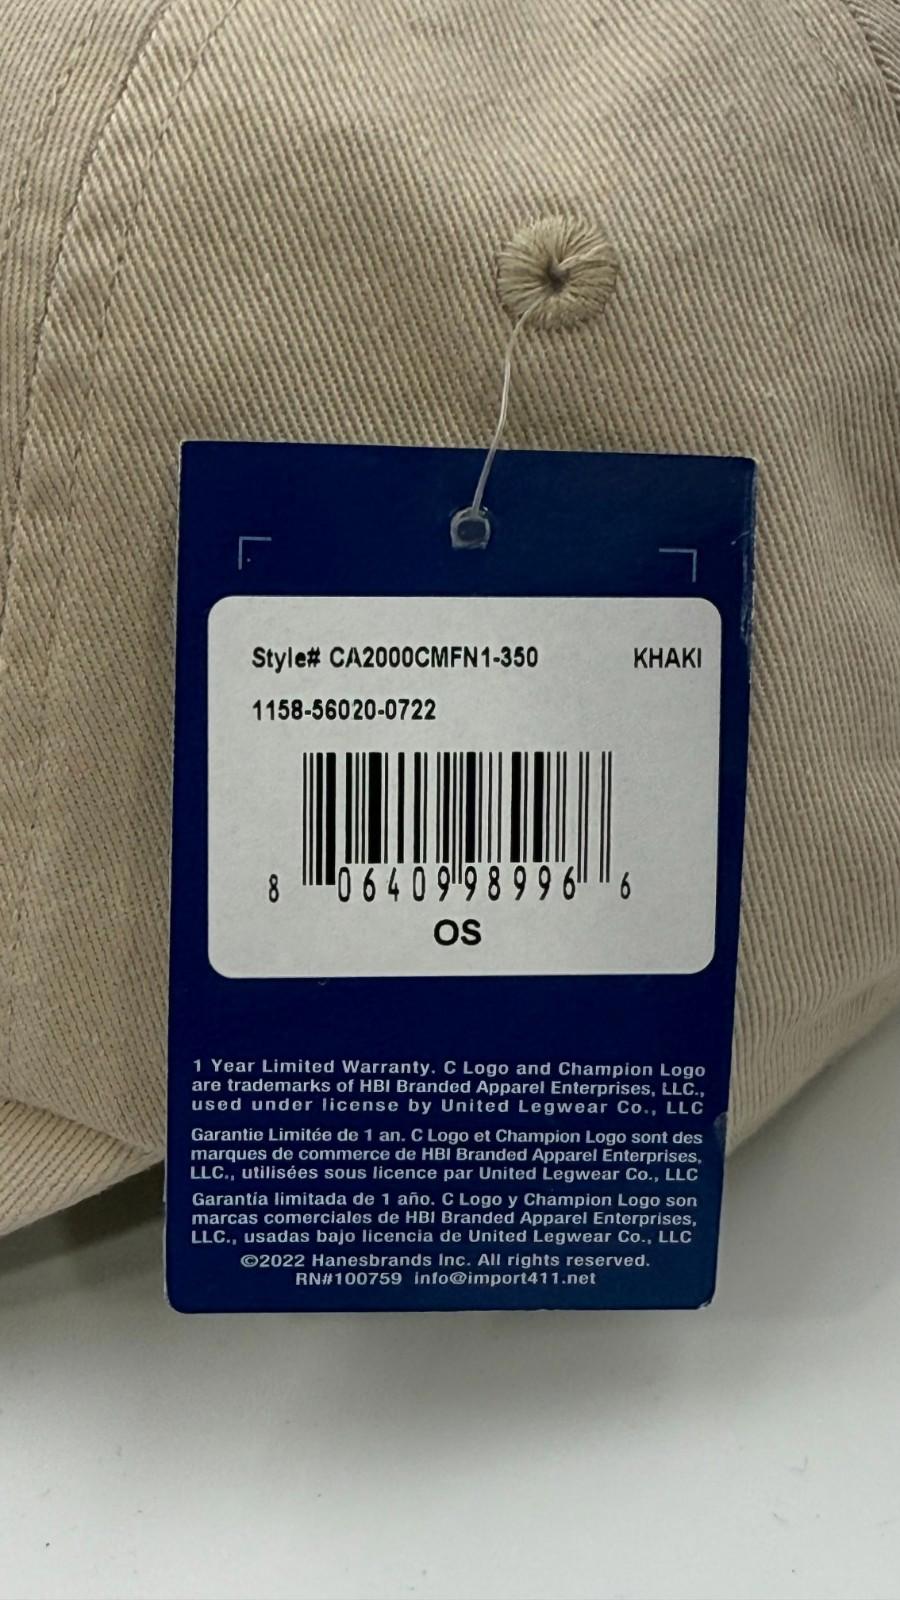 Style# CA2000CMFN1-350 KHAKI
1158-56020-0722
8 06409 98996 6
OS
1 Year Limited Warranty. C Logo and Champion Logo
are trademarks of HBI Branded Apparel Enterprises, LLC.,
used under license by United Legwear Co., LLC
Garantie Limitée de 1 an. C Logo et Champion Logo sont des
marques de commerce de HBI Branded Apparel Enterprises,
LLC., utilisées sous licence par United Legwear Co., LLC
Garantía limitada de 1 año. C Logo y Champion Logo son
marcas comerciales de HBI Branded Apparel Enterprises,
LLC., usadas bajo licencia de United Legwear Co., LLC
©2022 Hanesbrands Inc. All rights reserved.
RN#100759 info@import411.net